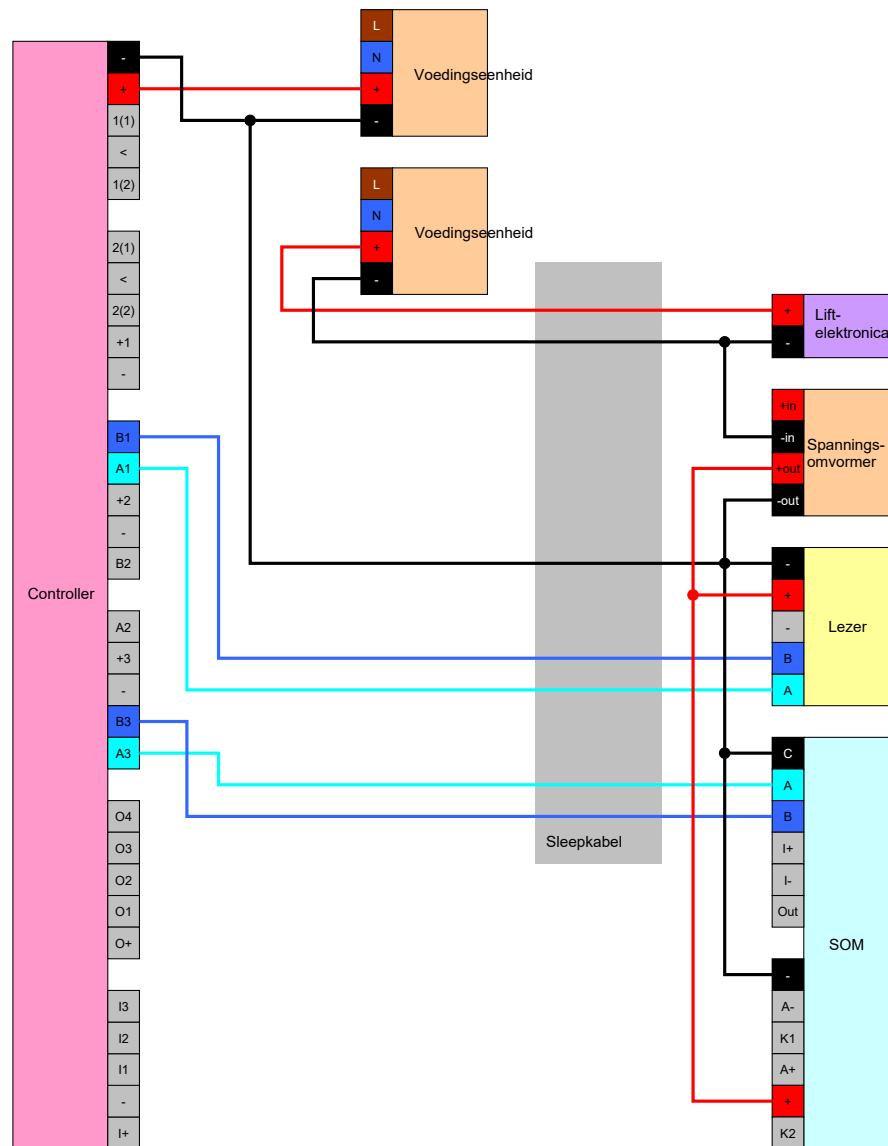 Controller
-
+
1(1)
<
1(2)
2(1)
<
2(2)
+1
-
B1
A1
+2
-
B2
A2
+3
-
B3
A3
O4
O3
O2
O1
O+
I3
I2
I1
-
I+
L
N
+
-
Voedingseenheid
L
N
+
-
Voedingseenheid
Sleepkabel
+
-
Lift-
elektronica
+in
-in
+out
-out
Spannings-
omvormer
-
+
-
B
A
Lezer
C
A
B
I+
I-
Out
-
A-
K1
A+
+
K2
SOM